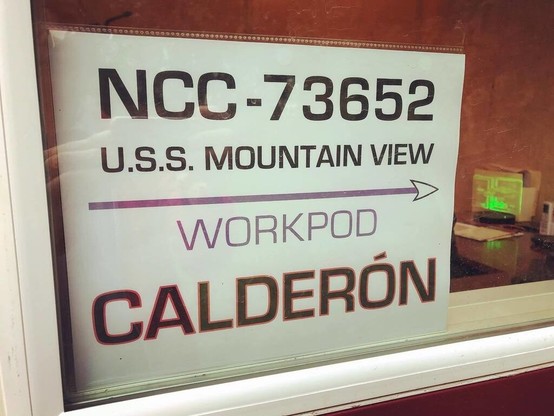 NCC-73652
U.S.S. MOUNTAIN VIEW
WORKPOD
CALDERÓN